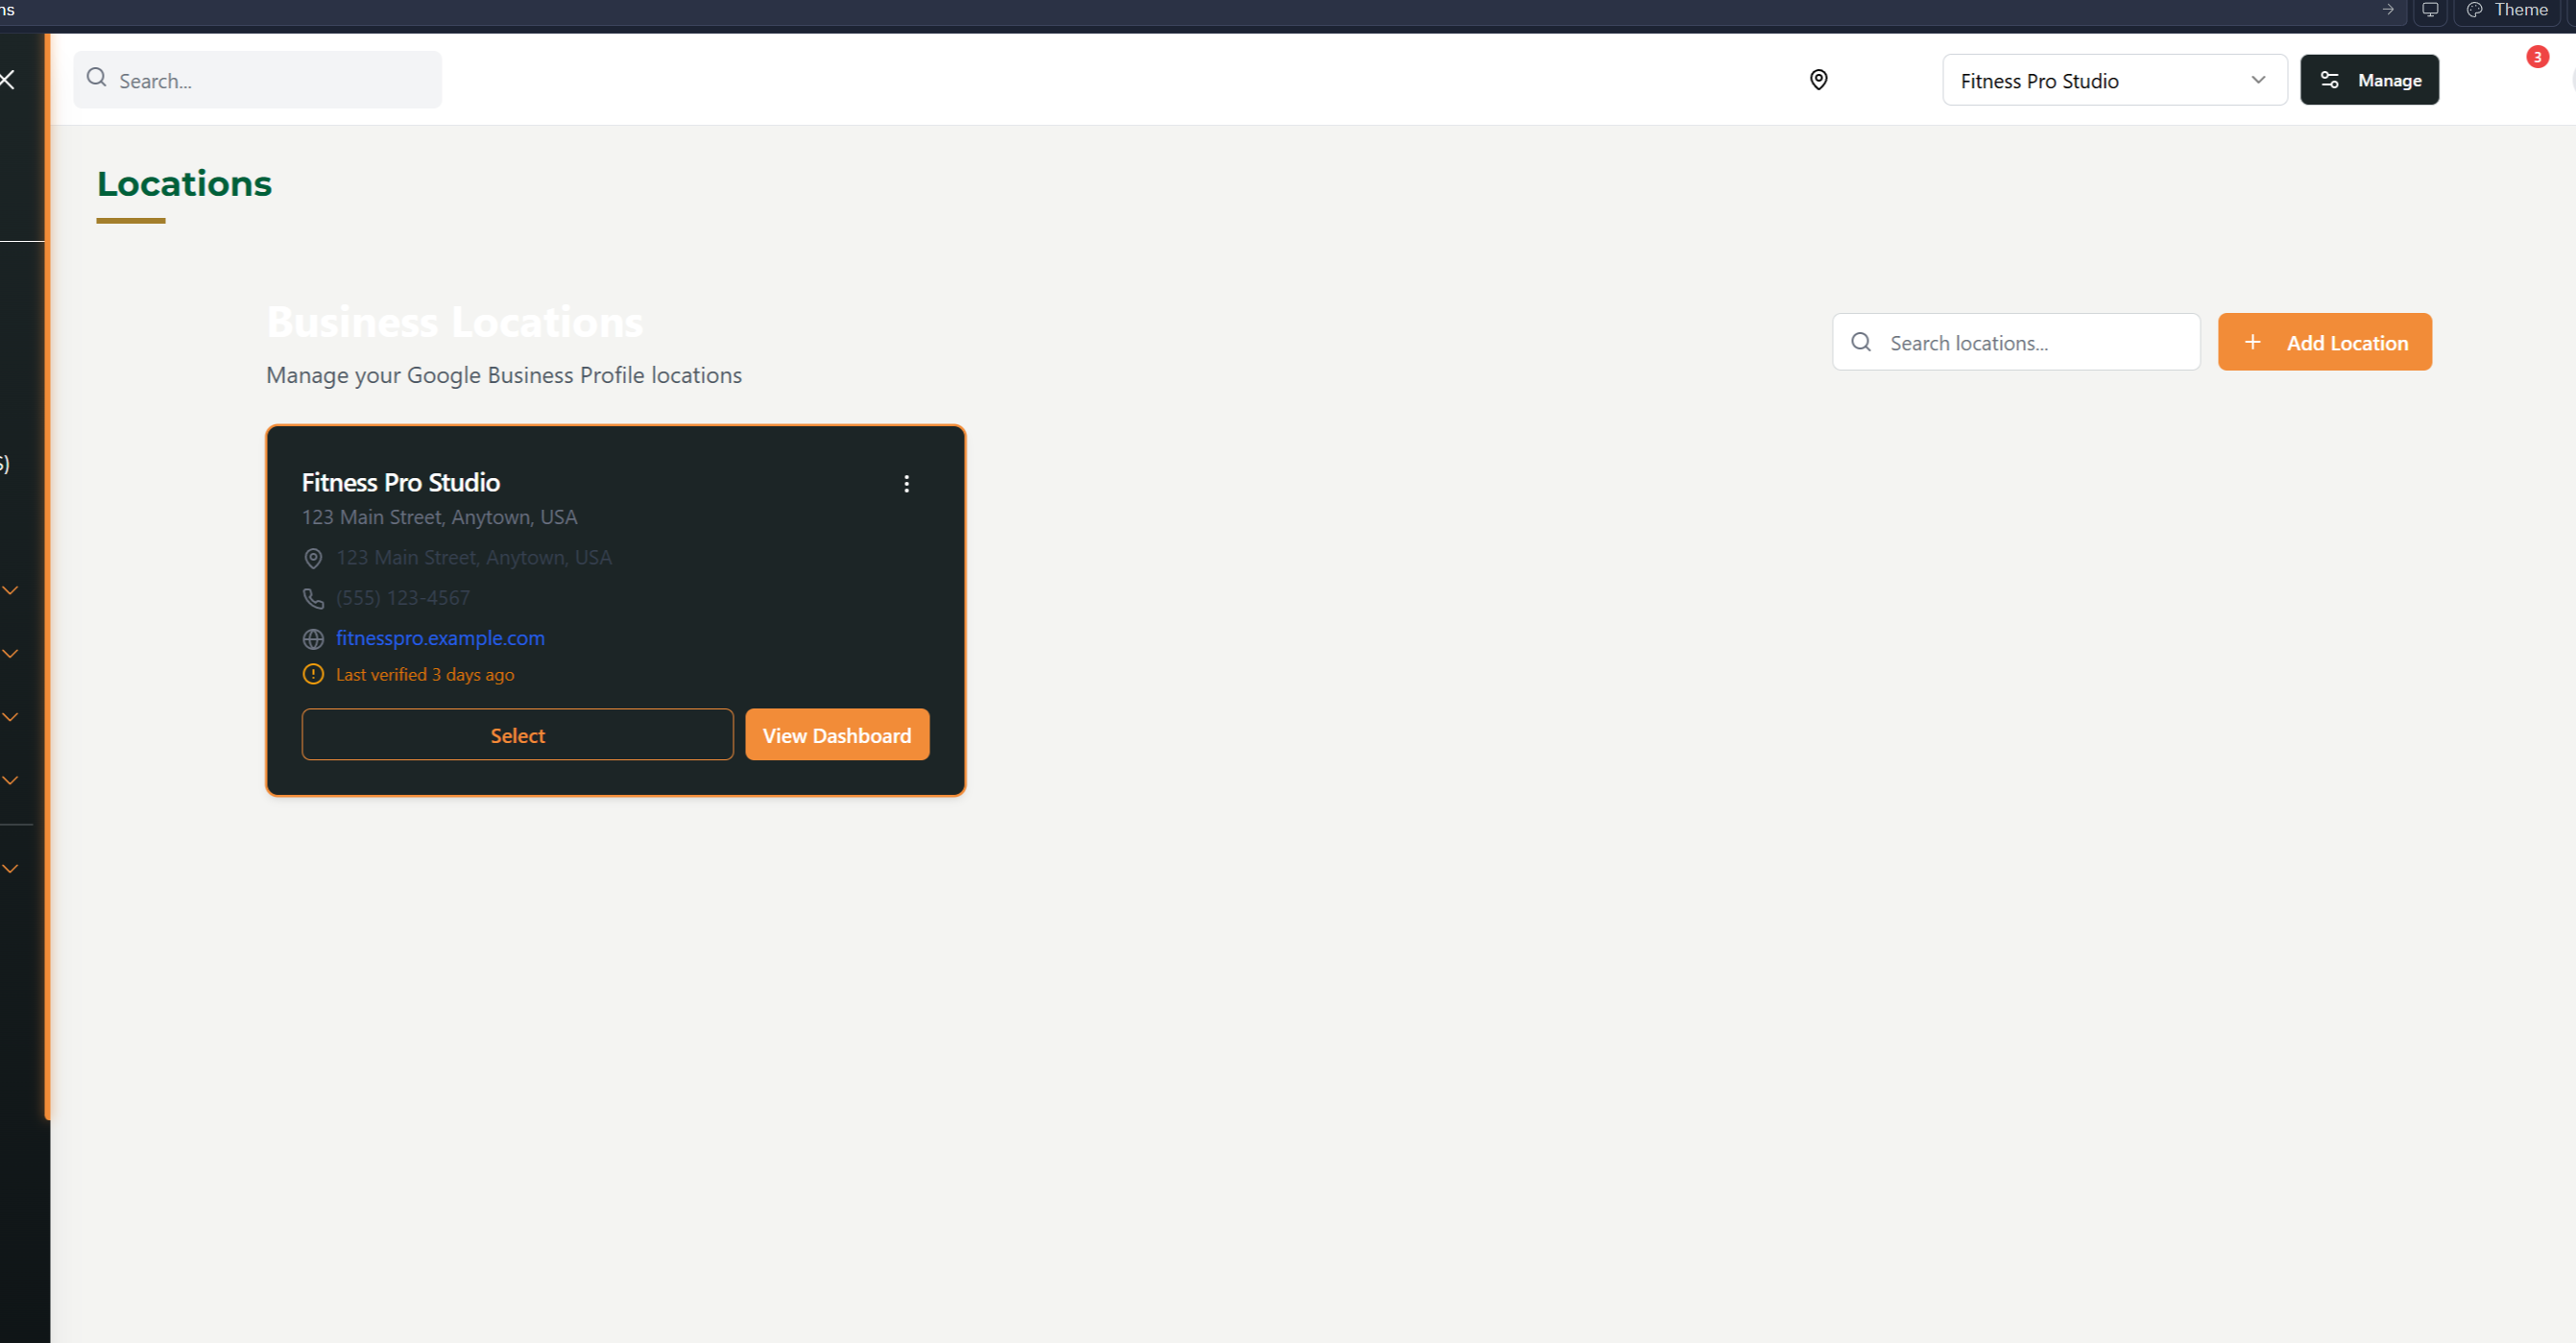 ns
Theme
Search...
Fitness Pro Studio
Manage
3
Locations
Business Locations
Manage your Google Business Profile locations
Search locations...
Add Location
Fitness Pro Studio
123 Main Street, Anytown, USA
123 Main Street, Anytown, USA
(555) 123-4567
fitnesspro.example.com
Last verified 3 days ago
Select
View Dashboard